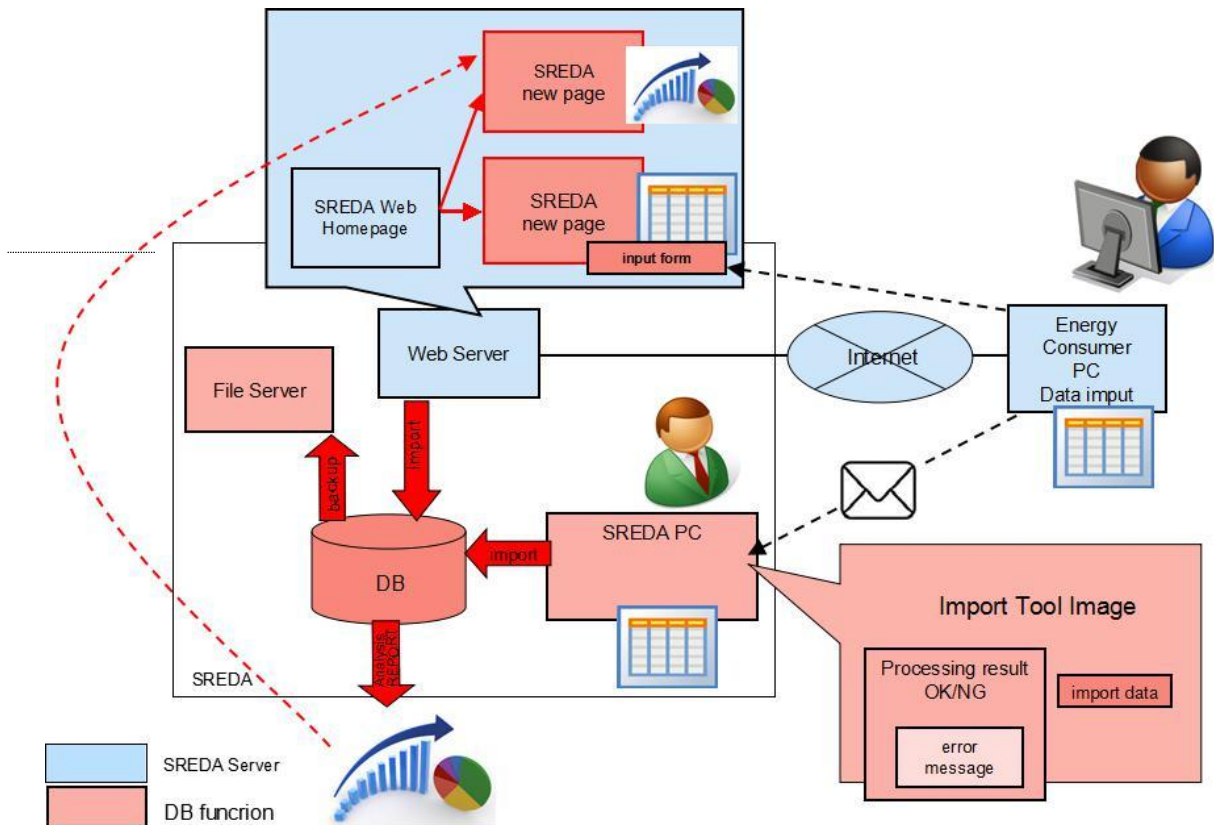 SREDA
new page
SREDA Web
Homepage
SREDA
new page
input form
Web Server
Internet
Energy
Consumer
PC
Data imput
File Server
backup
Import
DB
import
SREDA PC
Analysis
REPORT
SREDA
Import Tool Image
Processing result
OK/NG
import data
error
message
SREDA Server
DB funcrion